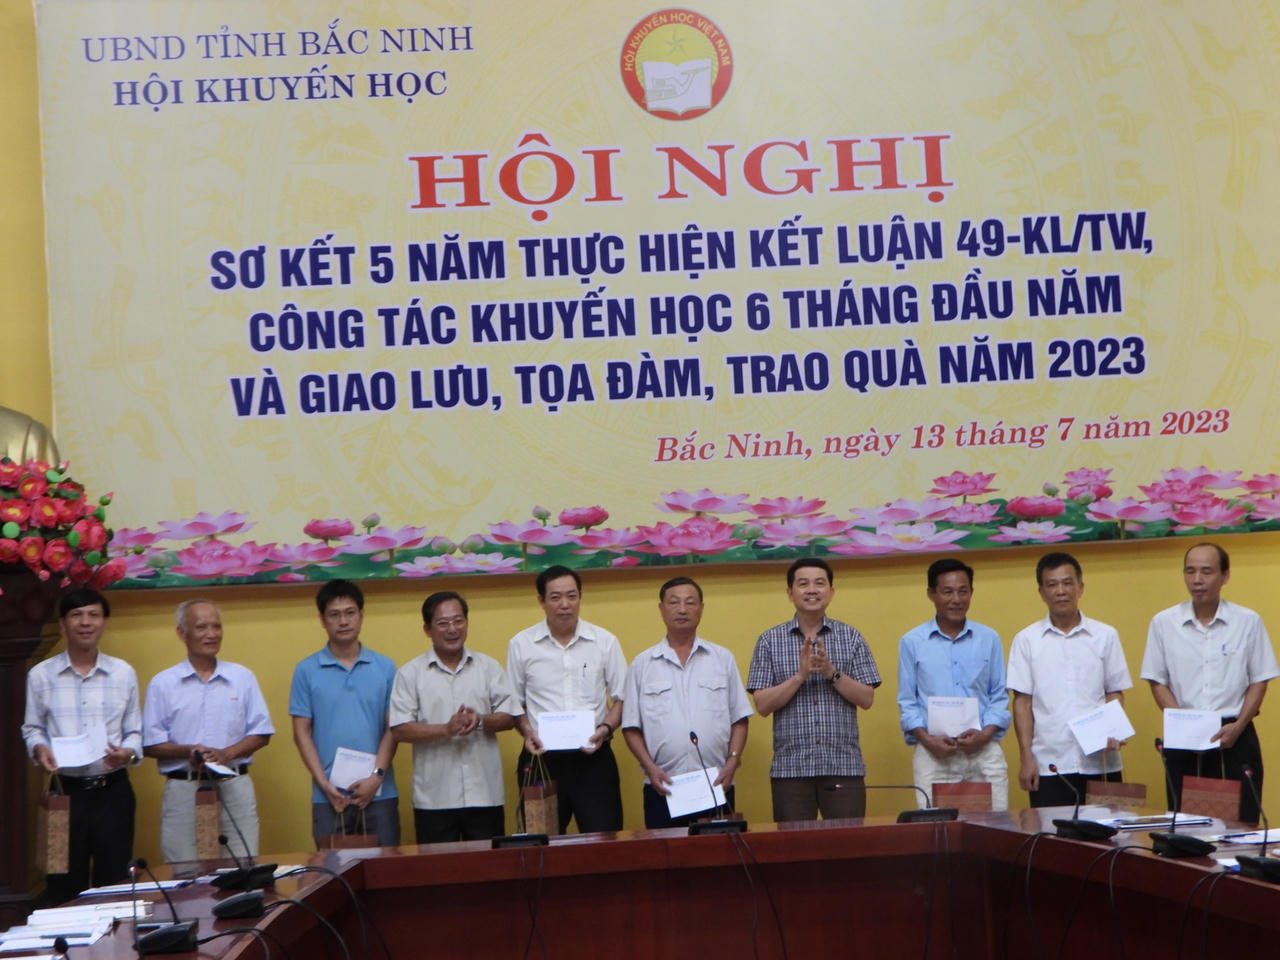 UBND TỈNH BẮC NINH
HỘI KHUYẾN HỌC
HỘI KHUYẾN HỌC VIỆT NAM
HỘI NGHỊ
SƠ KẾT 5 NĂM THỰC HIỆN KẾT LUẬN 49-KL/TW,
CÔNG TÁC KHUYẾN HỌC 6 THÁNG ĐẦU NĂM
VÀ GIAO LƯU, TỌA ĐÀM, TRAO QUÀ NĂM 2023
Bắc Ninh, ngày 13 tháng 7 năm 2023